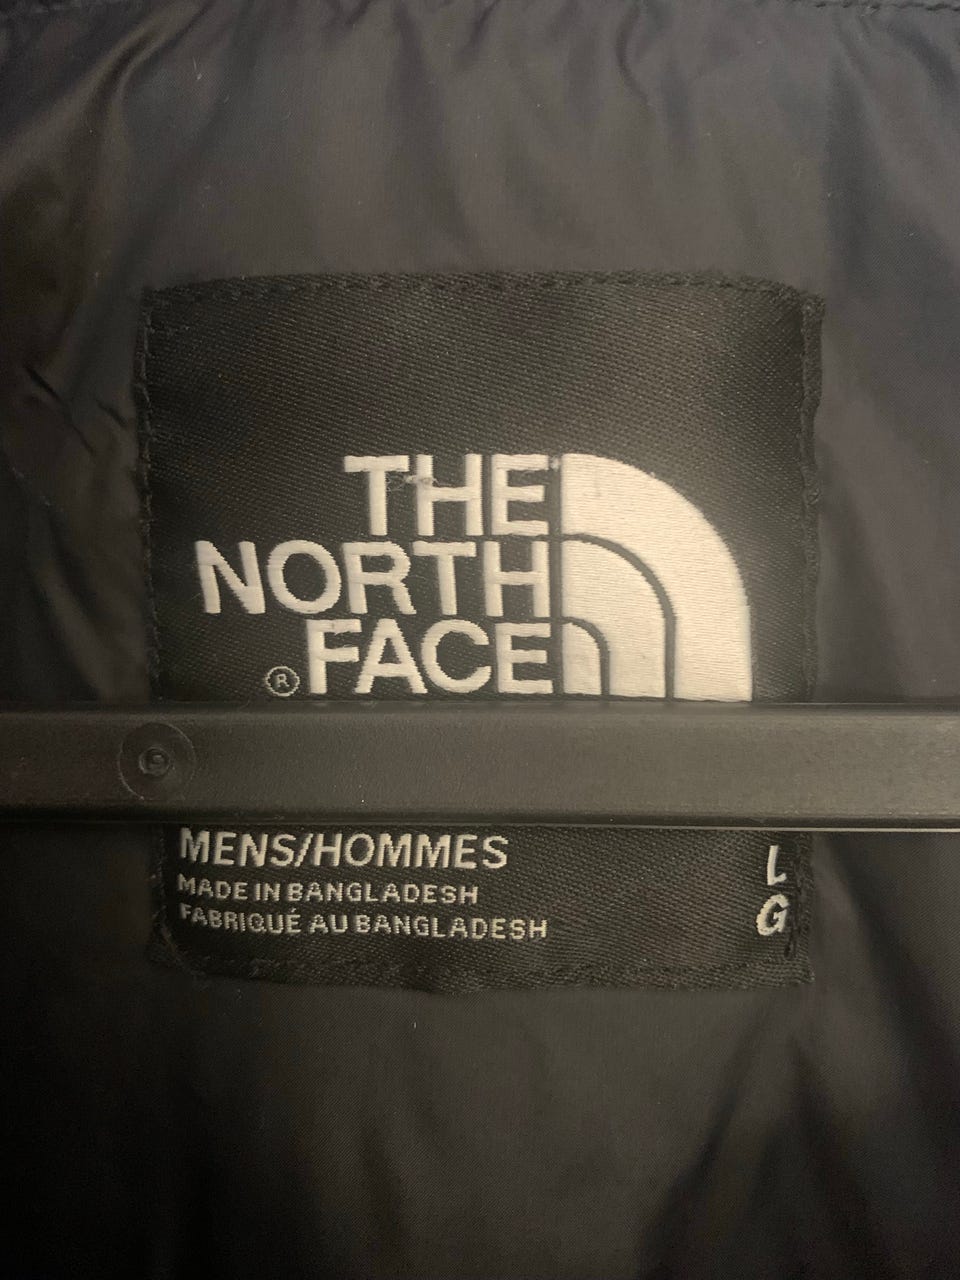 THE
NORTH
® FACE
MENS/HOMMES
L
MADE IN BANGLADESH
G
FABRIQUÉ AU BANGLADESH